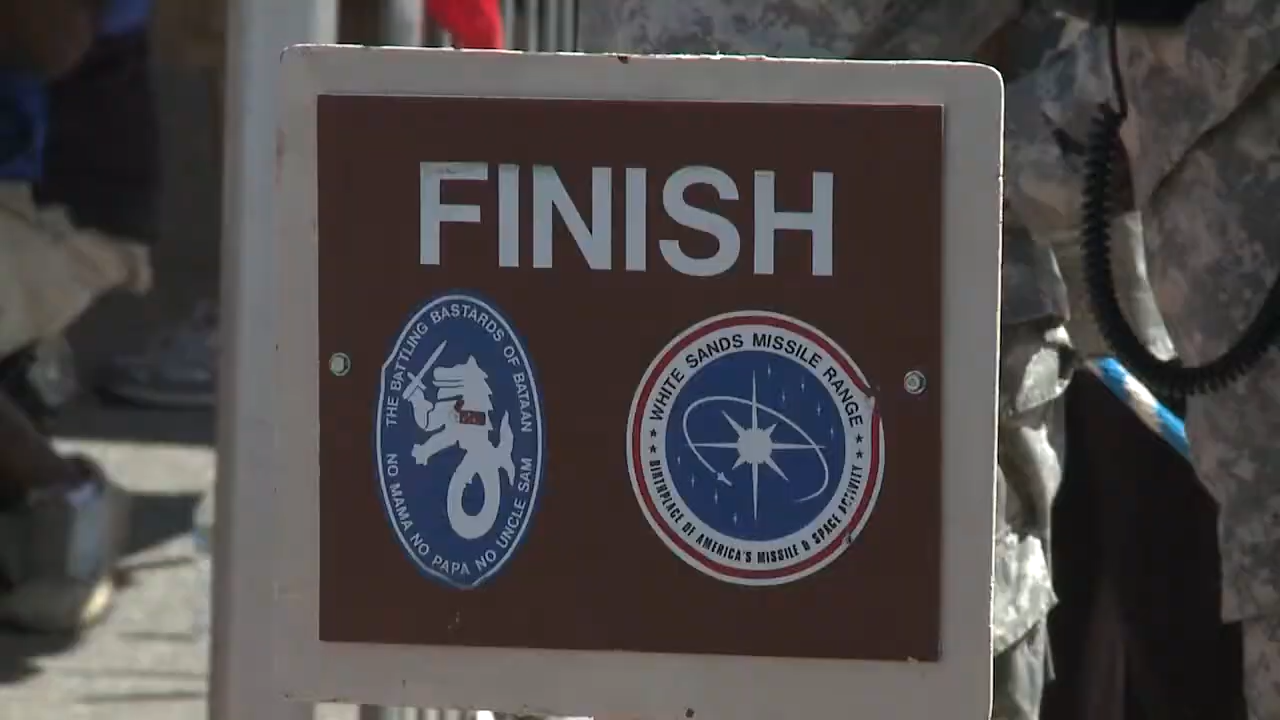 FINISH
THE BATTLING BASTARDS OF BATAAN
NO MAMA NO PAPA NO UNCLE SAM
WHITE SANDS MISSILE RANGE
BIRTHPLACE OF AMERICA'S MISSILE & SPACE ACTIVITY